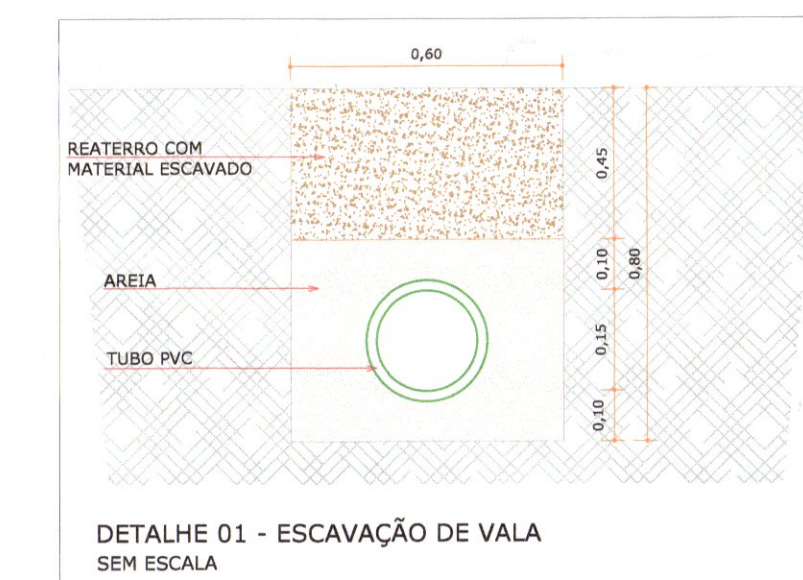 0,60
REATERRO COM
MATERIAL ESCAVADO
0,45
0,10
0,80
AREIA
0,15
TUBO PVC
0,10
DETALHE 01 - ESCAVAÇÃO DE VALA
SEM ESCALA